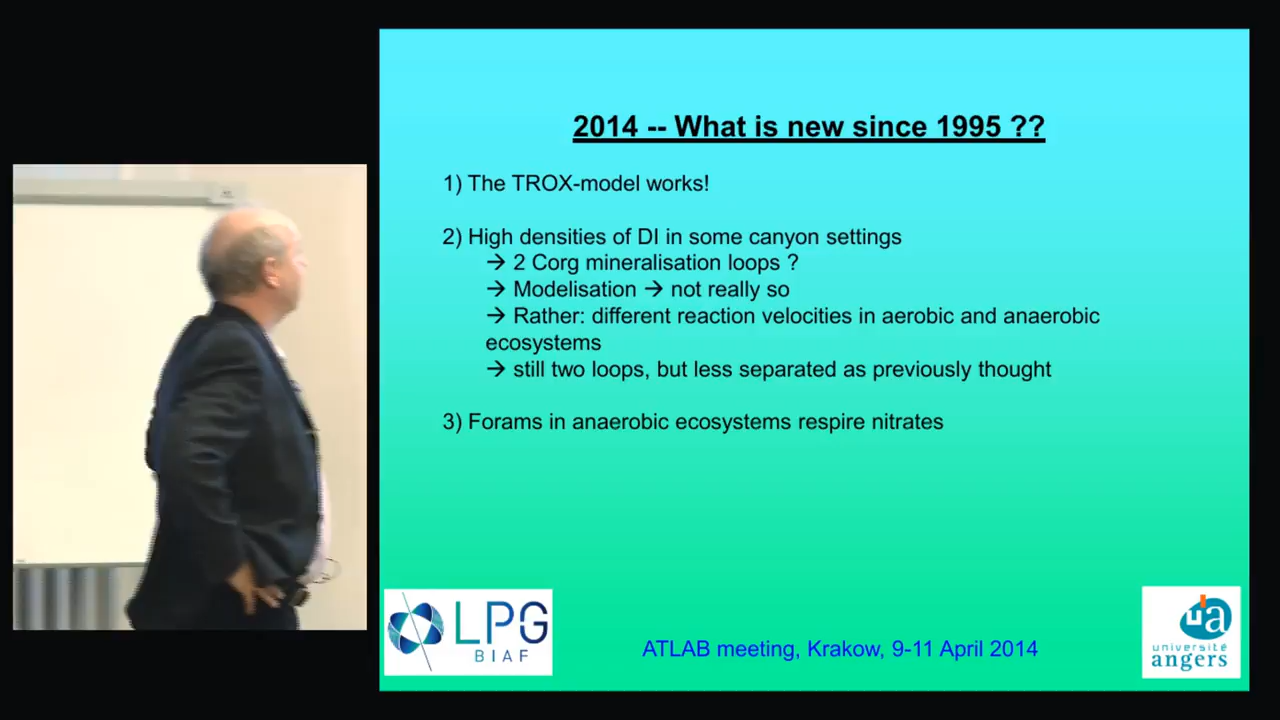 2014 -- What is new since 1995 ??
1) The TROX-model works!
2) High densities of DI in some canyon settings
→ 2 Corg mineralisation loops ?
→ Modelisation → not really so
→ Rather: different reaction velocities in aerobic and anaerobic
ecosystems
→ still two loops, but less separated as previously thought
3) Forams in anaerobic ecosystems respire nitrates
LPG
BIAF
ATLAB meeting, Krakow, 9-11 April 2014
ua
université
angers